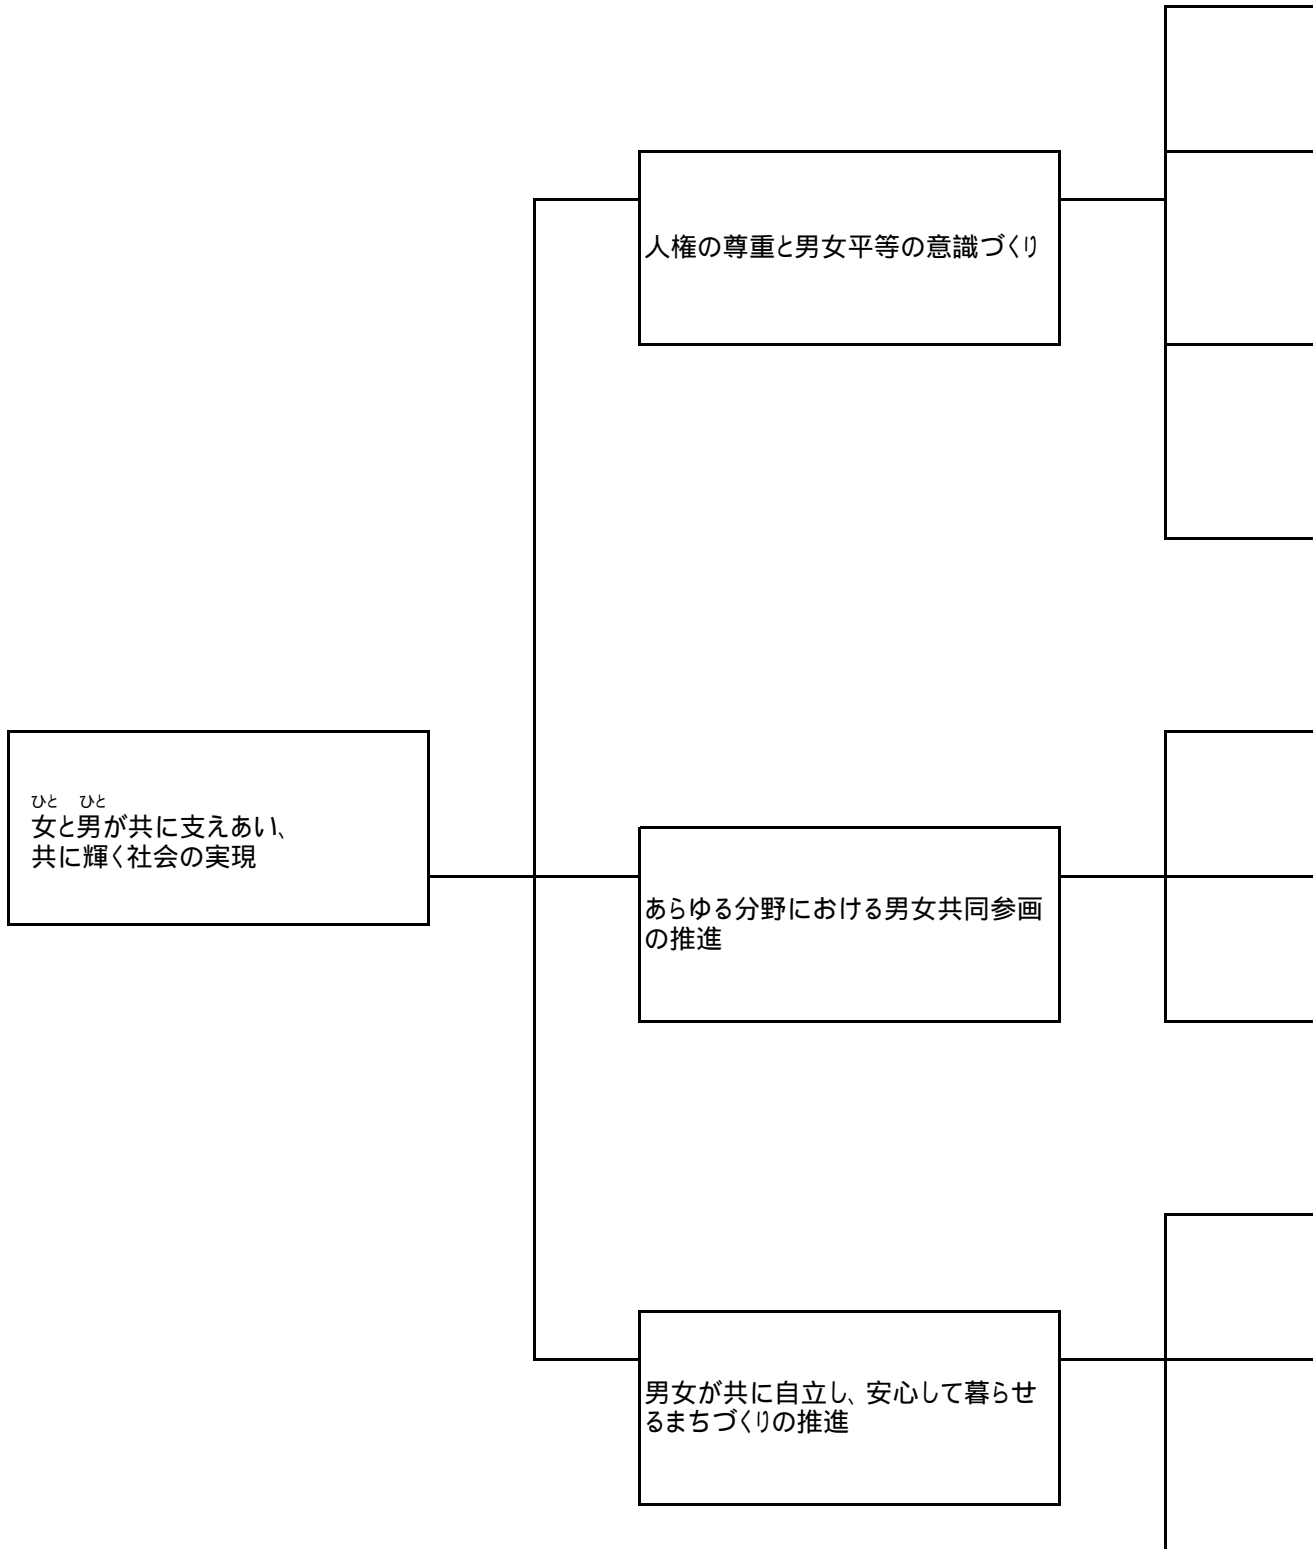 人権の尊重と男女平等の意識づくり
ひと ひと
女と男が共に支えあい、
共に輝く社会の実現
あらゆる分野における男女共同参画
の推進
男女が共に自立し、安心して暮らせ
るまちづくりの推進